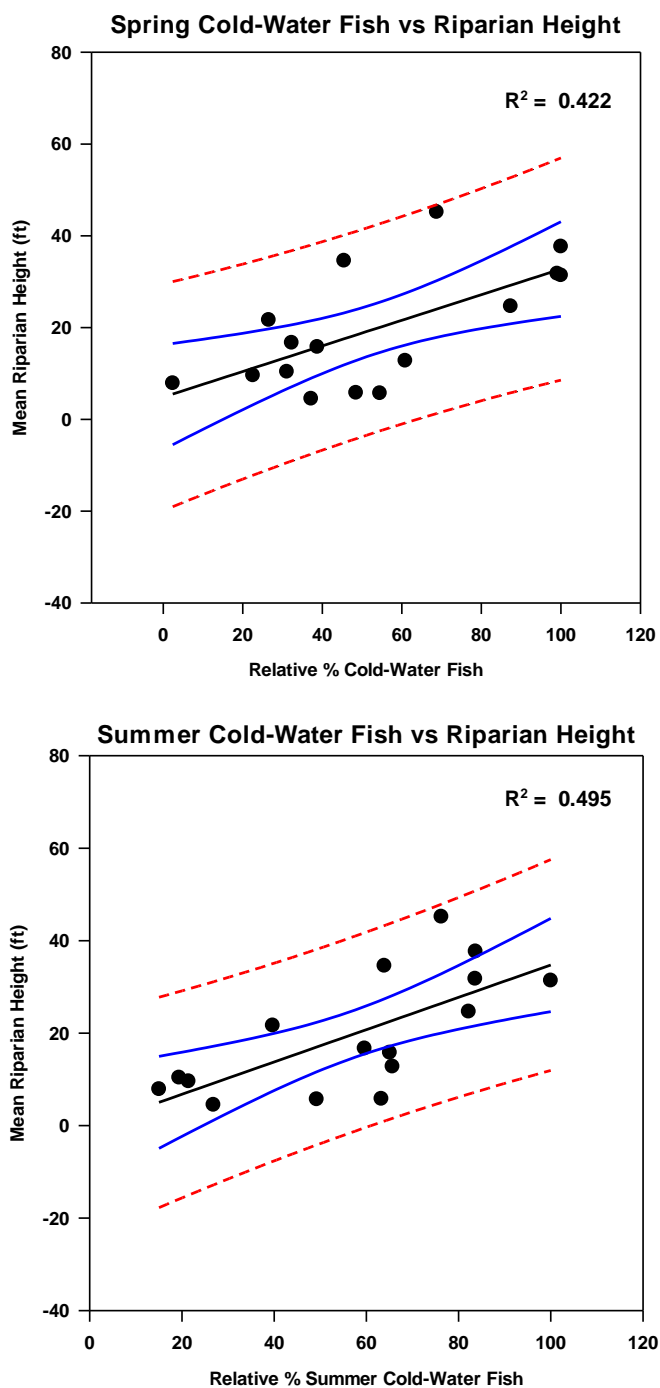 Spring Cold-Water Fish vs Riparian Height
80
R² = 0.422
60
40
20
0
-20
-40
Mean Riparian Height (ft)
0 20 40 60 80 100 120
Relative % Cold-Water Fish
Summer Cold-Water Fish vs Riparian Height
80
R² = 0.495
60
40
20
0
-20
-40
Mean Riparian Height (ft)
0 20 40 60 80 100 120
Relative % Summer Cold-Water Fish